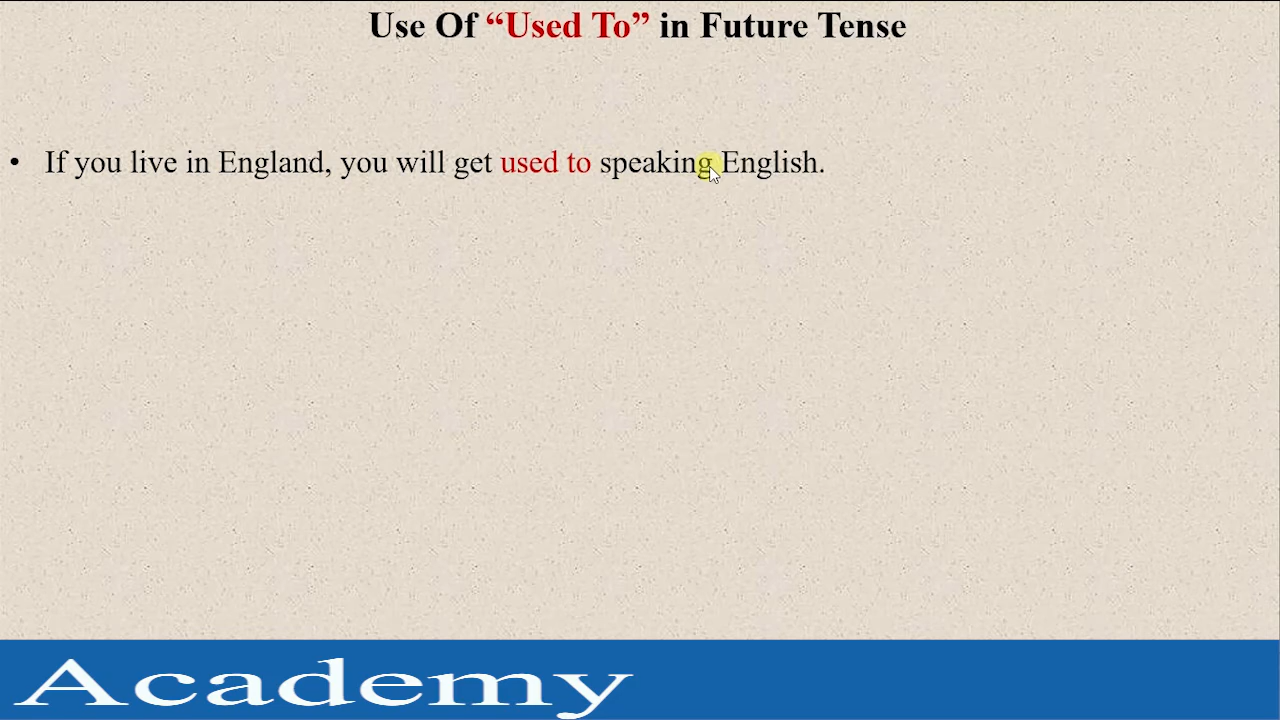 Use Of “Used To” in Future Tense
• If you live in England, you will get used to speaking English.
Academy